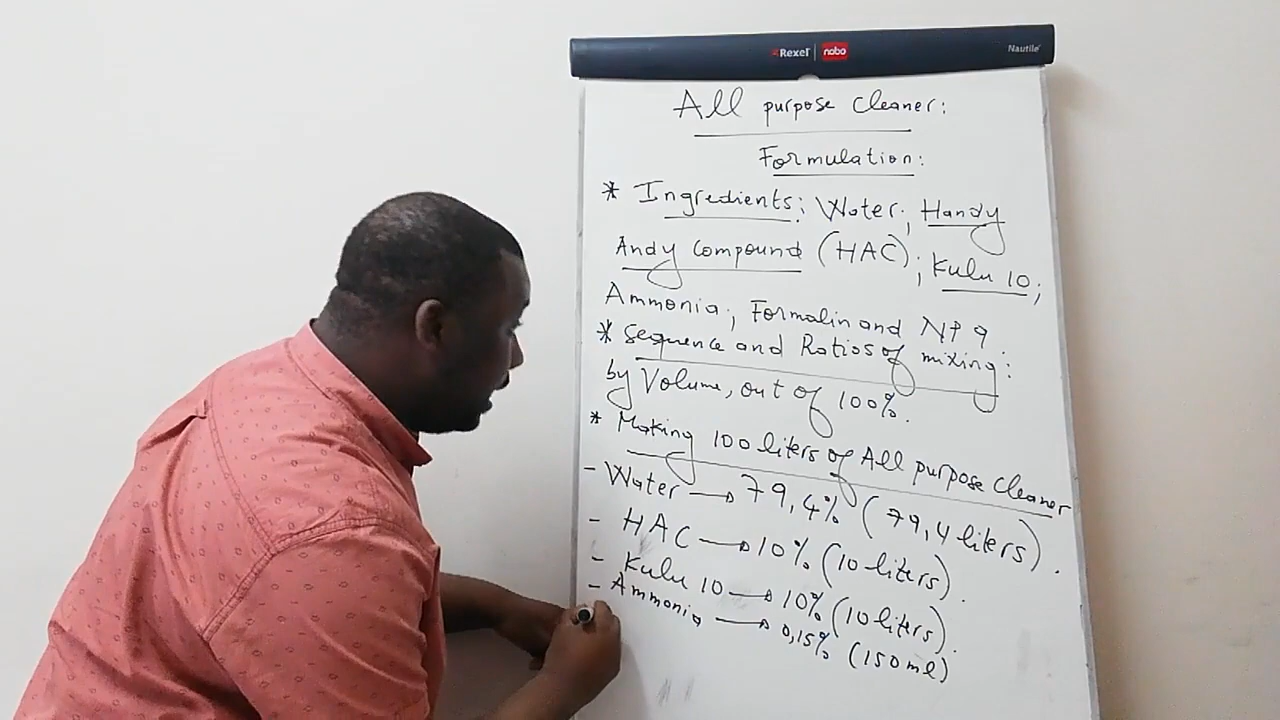 Rexel nobo Nautile
All purpose cleaner:
Formulation:
* Ingredients: Water; Handy
Andy compound (HAC); Kulu 10;
Ammonia; Formalin and NP 9
* Sequence and Ratios of mixing:
by Volume, out of 100%.
* Making 100 liters of All purpose cleaner
- Water → 79,4% (79,4 liters).
- HAC → 10% (10 liters).
- Kulu 10 → 10% (10 liters).
- Ammonia → 0,15% (150 ml)